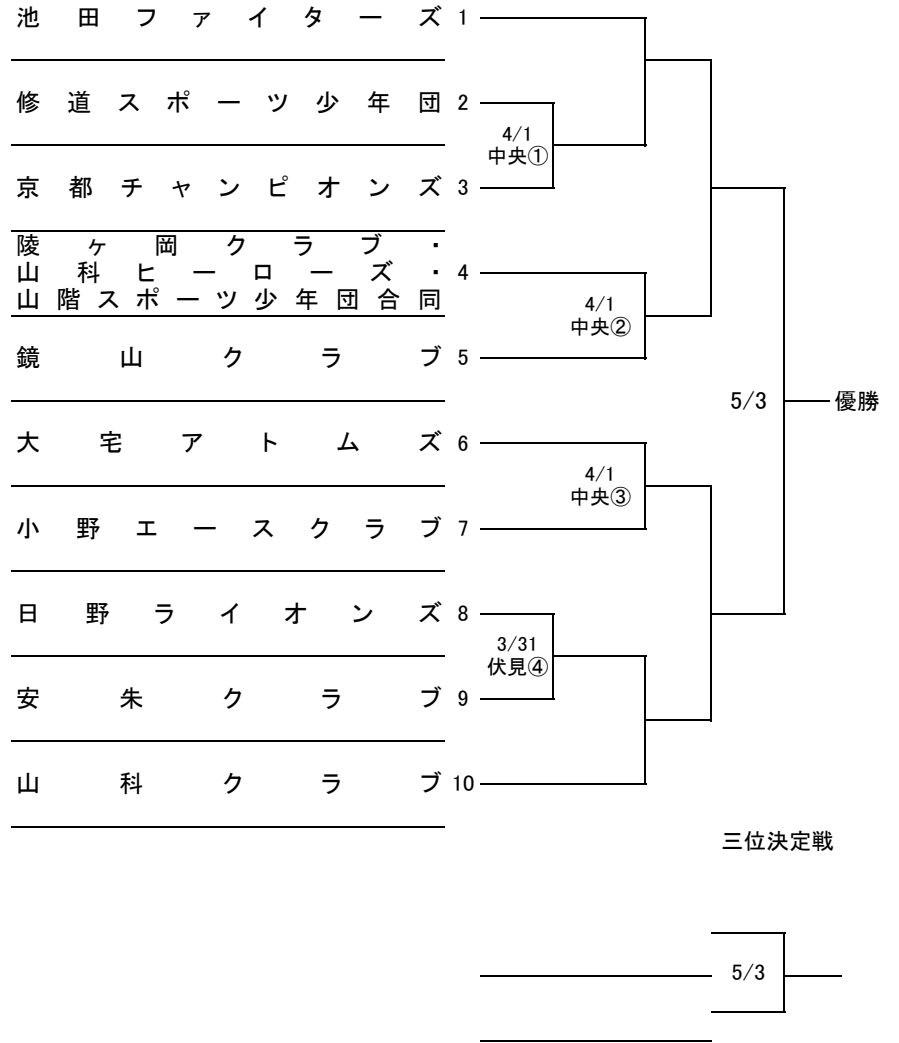 池田ファイターズ 1
修道スポーツ少年団 2
4/1
中央①
京都チャンピオンズ 3
陵ヶ岡クラブ・
山科ヒーローズ・ 4
山階スポーツ少年団合同
4/1
中央②
鏡山クラブ 5
5/3 優勝
大宅アトムズ 6
4/1
中央③
小野エースクラブ 7
日野ライオンズ 8
3/31
伏見④
安朱クラブ 9
山科クラブ 10
三位決定戦
5/3